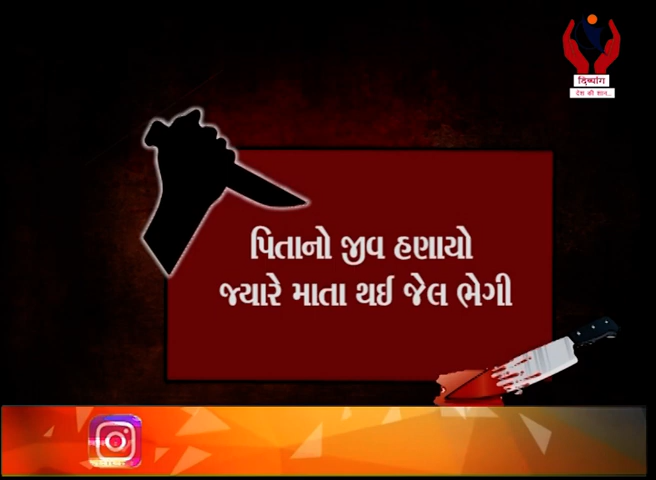 दिव्यांग
देश की शान..
પિતાનો જીવ હણાયો
જ્યારે માતા થઈ જેલ ભેગી